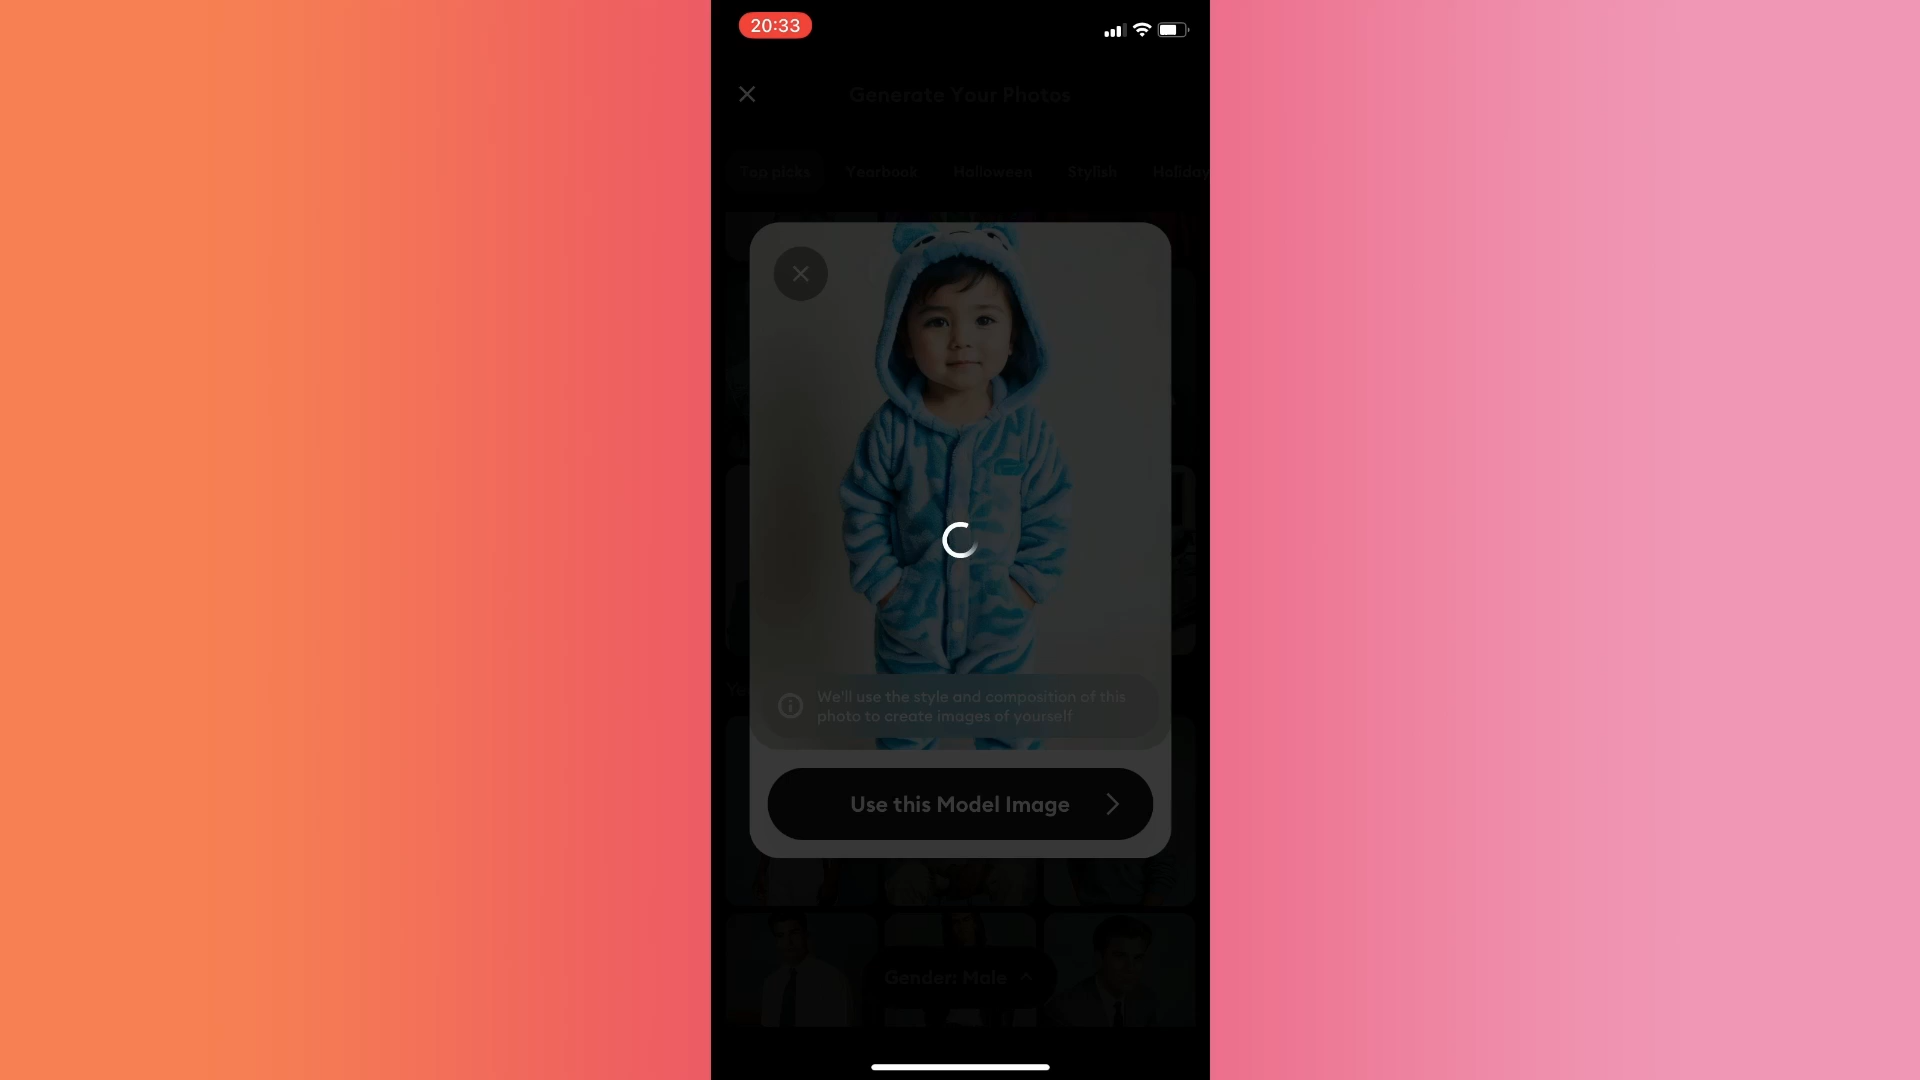 20:33
Generate Your Photos
Top picks Yearbook Halloween Stylish Holiday
We'll use the style and composition of this
photo to create images of yourself
Use this Model Image
Gender: Male